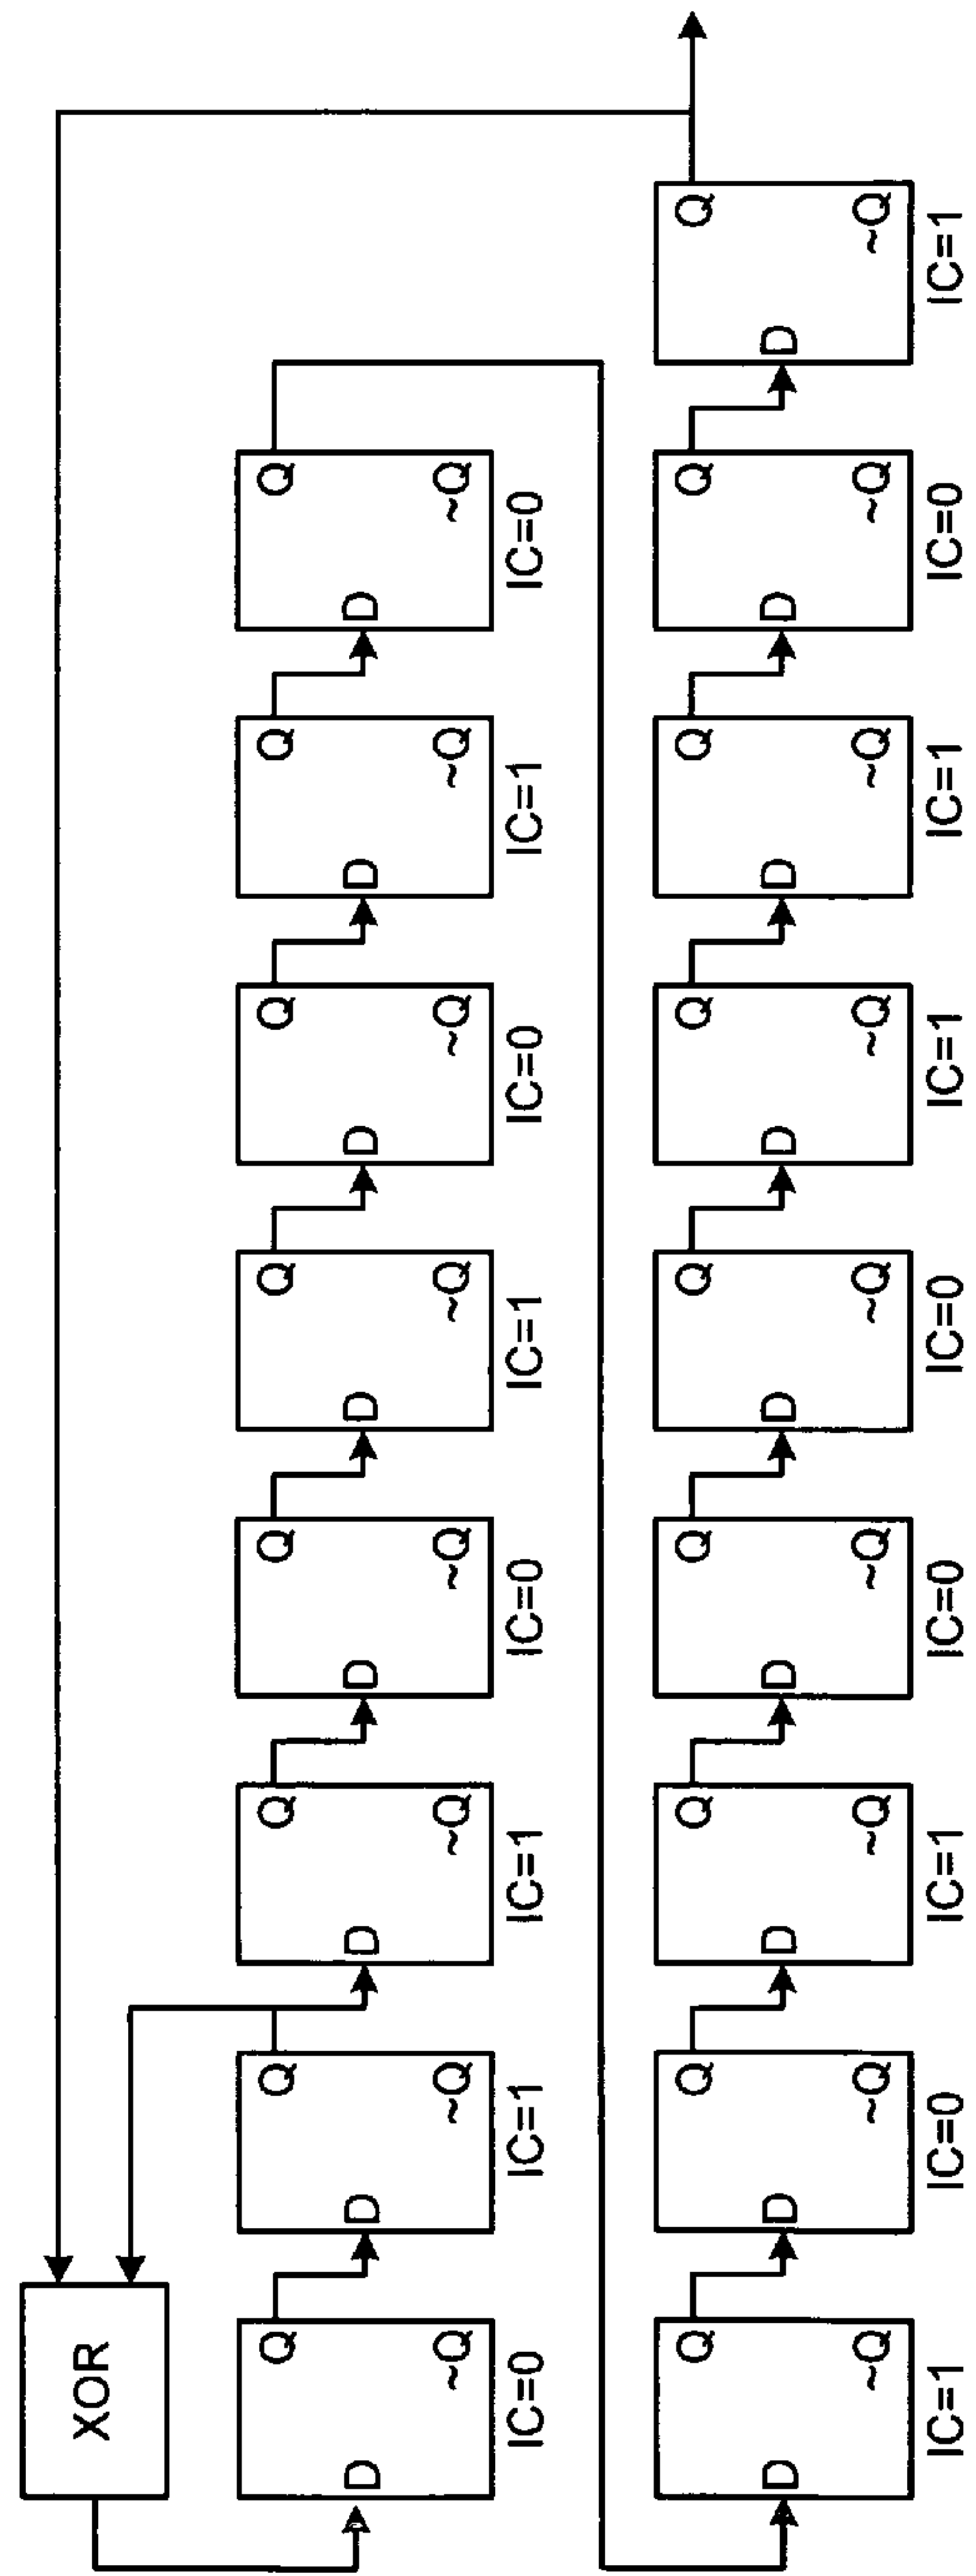 XOR
Q Q Q Q Q Q Q Q
D D D D D D D D
~Q ~Q ~Q ~Q ~Q ~Q ~Q ~Q
IC=0 IC=1 IC=1 IC=0 IC=1 IC=0 IC=1 IC=0
Q Q Q Q Q Q Q Q Q
D D D D D D D D D
~Q ~Q ~Q ~Q ~Q ~Q ~Q ~Q ~Q
IC=1 IC=0 IC=1 IC=0 IC=0 IC=1 IC=1 IC=0 IC=1